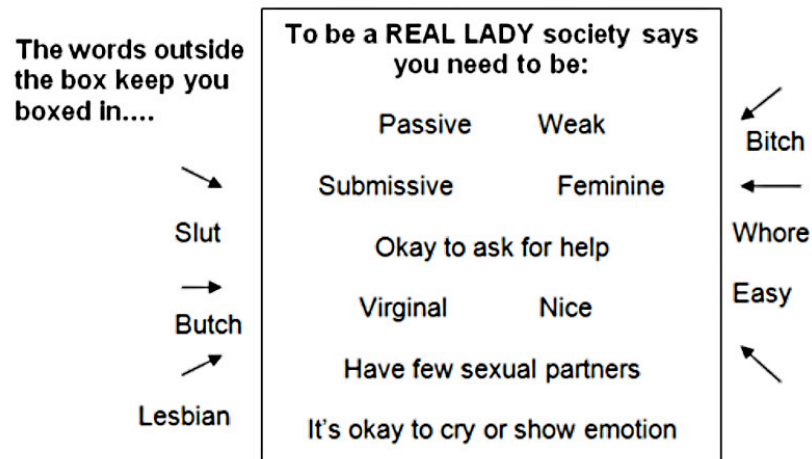 The words outside
the box keep you
boxed in....
Slut
Butch
Lesbian
To be a REAL LADY society says
you need to be:
Passive Weak
Submissive Feminine
Okay to ask for help
Virginal Nice
Have few sexual partners
It's okay to cry or show emotion
Bitch
Whore
Easy